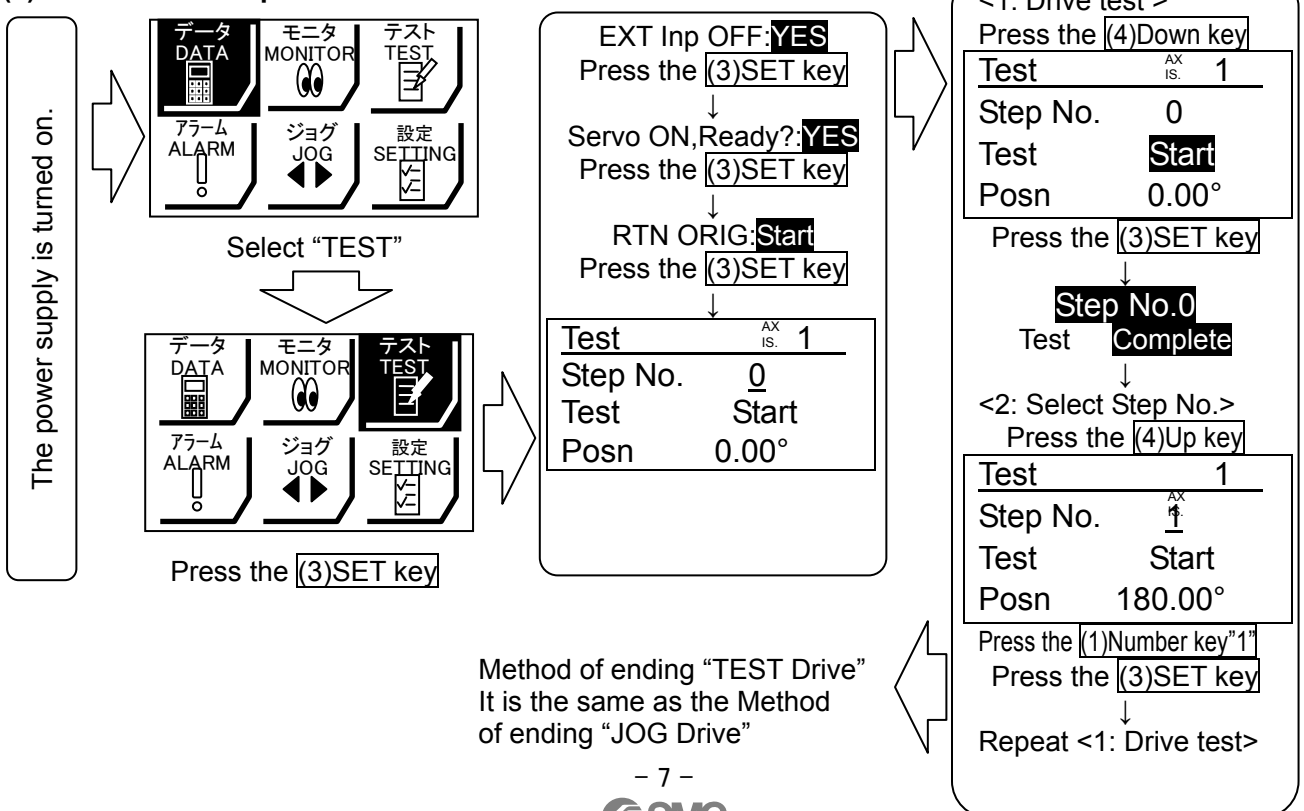 The power supply is turned on.
データ
DATA
モニタ
MONITOR
テスト
TEST
アラーム
ALARM
ジョグ
JOG
設定
SETTING
Select “TEST”
データ
DATA
モニタ
MONITOR
テスト
TEST
アラーム
ALARM
ジョグ
JOG
設定
SETTING
Press the (3)SET key
EXT Inp OFF:YES
Press the (3)SET key
↓
Servo ON,Ready?:YES
Press the (3)SET key
↓
RTN ORIG:Start
Press the (3)SET key
↓
Test AXIS. 1
Step No. 0
Test Start
Posn 0.00°
<1: Drive test >
Press the (4)Down key
Test AXIS. 1
Step No. 0
Test Start
Posn 0.00°
Press the (3)SET key
↓
Step No.0
Test Complete
↓
<2: Select Step No.>
Press the (4)Up key
Test AXIS. 1
Step No. 1
Test Start
Posn 180.00°
Press the (1)Number key”1”
Press the (3)SET key
↓
Repeat <1: Drive test>
Method of ending “TEST Drive”
It is the same as the Method
of ending “JOG Drive”
– 7 –